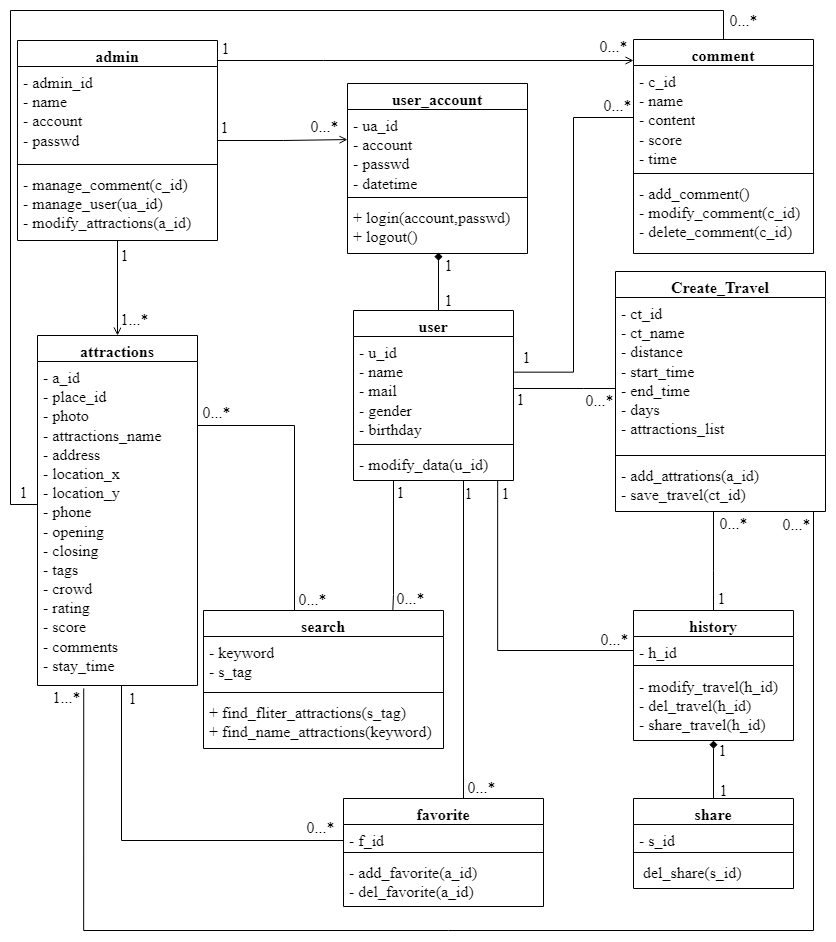 0...*
admin
- admin_id
- name
- account
- passwd
- manage_comment(c_id)
- manage_user(ua_id)
- modify_attractions(a_id)
1
0...*
comment
- c_id
- name
- content
- score
- time
- add_comment()
- modify_comment(c_id)
- delete_comment(c_id)
0...*
1
0...*
user_account
- ua_id
- account
- passwd
- datetime
+ login(account,passwd)
+ logout()
1
1
1
1...*
user
- u_id
- name
- mail
- gender
- birthday
- modify_data(u_id)
1
1
0...*
Create_Travel
- ct_id
- ct_name
- distance
- start_time
- end_time
- days
- attractions_list
- add_attrations(a_id)
- save_travel(ct_id)
attractions
- a_id
- place_id
- photo
- attractions_name
- address
- location_x
- location_y
- phone
- opening
- closing
- tags
- crowd
- rating
- score
- comments
- stay_time
0...*
1
1
1
1
0...*
0...*
0...*
0...*
1
search
- keyword
- s_tag
+ find_fliter_attractions(s_tag)
+ find_name_attractions(keyword)
0...*
history
- h_id
- modify_travel(h_id)
- del_travel(h_id)
- share_travel(h_id)
1...*
1
1
0...*
1
0...*
favorite
- f_id
- add_favorite(a_id)
- del_favorite(a_id)
share
- s_id
del_share(s_id)